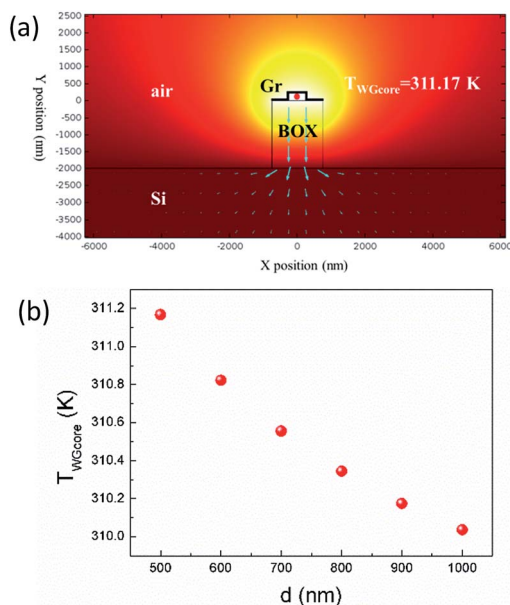 (a)
2500
2000
1500
1000
500
0
-500
-1000
-1500
-2000
-2500
-3000
-3500
-4000
Y position (nm)
air
Gr
T_WGcore=311.17 K
BOX
Si
-6000 -4000 -2000 0 2000 4000 6000
X position (nm)
(b)
311.2
311.0
310.8
310.6
310.4
310.2
310.0
T_WGcore (K)
500 600 700 800 900 1000
d (nm)